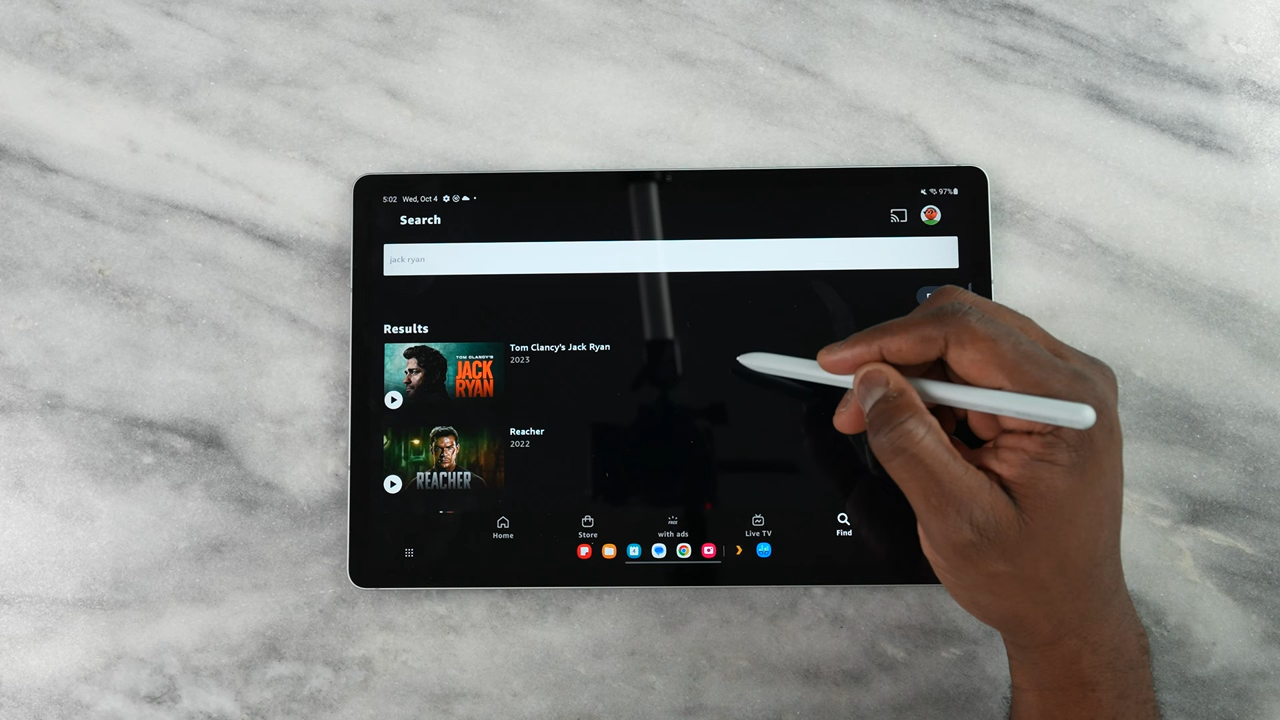 5:02 Wed, Oct 4
97%
Search
jack ryan
Results
TOM CLANCY'S
JACK
RYAN
Tom Clancy's Jack Ryan
2023
REACHER
Reacher
2022
Home
Store
FREE
with ads
Live TV
Find